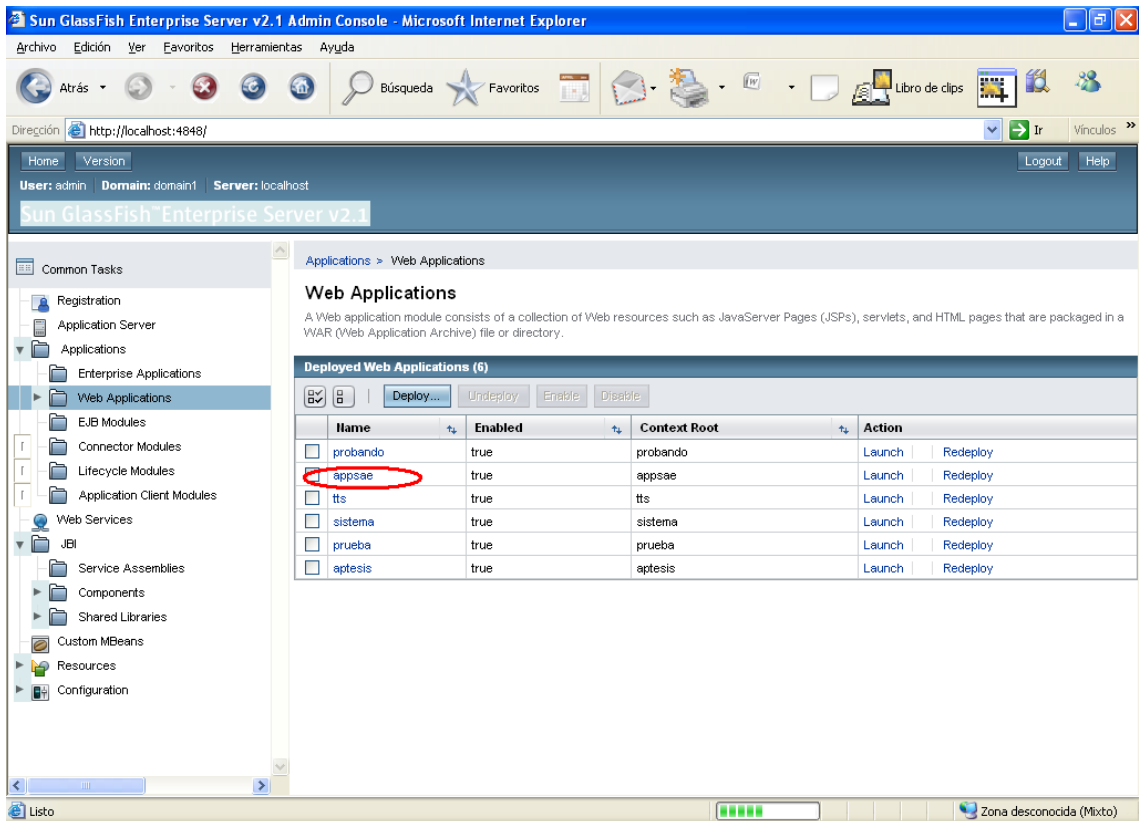 Sun GlassFish Enterprise Server v2.1 Admin Console - Microsoft Internet Explorer
Archivo Edición Ver Favoritos Herramientas Ayuda
Atrás Búsqueda Favoritos Libro de clips
Dirección http://localhost:4848/ Ir Vínculos »
Home Version Logout Help
User: admin Domain: domain1 Server: localhost
Sun GlassFish™ Enterprise Server v2.1
Common Tasks
Registration
Application Server
Applications
Enterprise Applications
Web Applications
EJB Modules
Connector Modules
Lifecycle Modules
Application Client Modules
Web Services
JBI
Service Assemblies
Components
Shared Libraries
Custom MBeans
Resources
Configuration
Applications > Web Applications
Web Applications
A Web application module consists of a collection of Web resources such as JavaServer Pages (JSPs), servlets, and HTML pages that are packaged in a
WAR (Web Application Archive) file or directory.
Deployed Web Applications (6)
Deploy... Undeploy Enable Disable
Name Enabled Context Root Action
probando true probando Launch Redeploy
appsae true appsae Launch Redeploy
tts true tts Launch Redeploy
sistema true sistema Launch Redeploy
prueba true prueba Launch Redeploy
aptesis true aptesis Launch Redeploy
Listo Zona desconocida (Mixto)